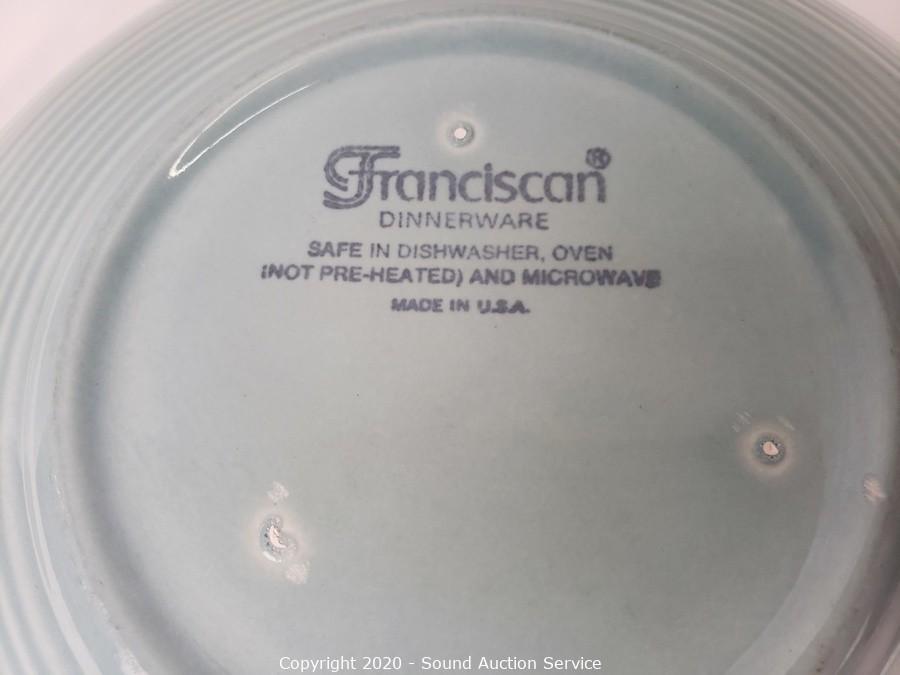 Franciscan®
DINNERWARE
SAFE IN DISHWASHER, OVEN
(NOT PRE-HEATED) AND MICROWAVE
MADE IN U.S.A.
Copyright 2020 - Sound Auction Service